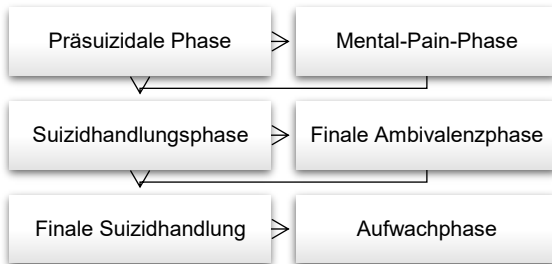 Präsuizidale Phase
Mental-Pain-Phase
Suizidhandlungsphase
Finale Ambivalenzphase
Finale Suizidhandlung
Aufwachphase